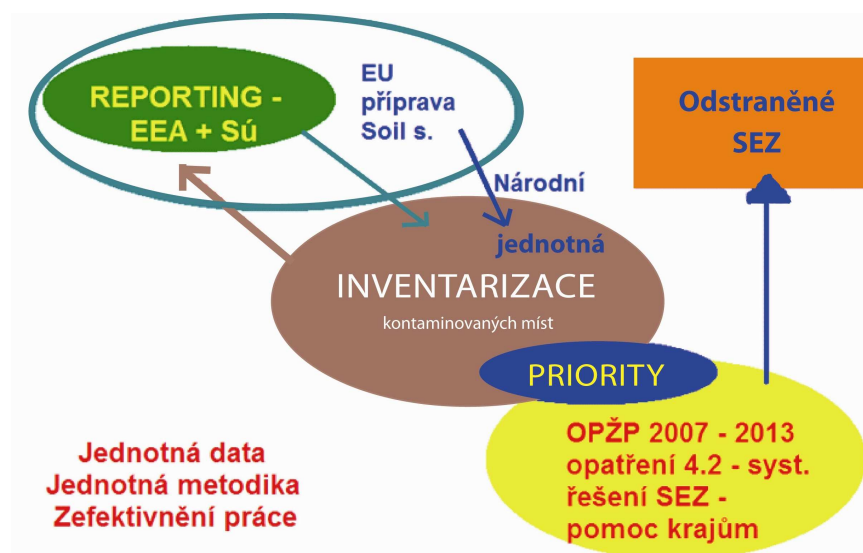 REPORTING -
EEA + Sú
EU
příprava
Soil s.
Odstraněné
SEZ
Národní
jednotná
INVENTARIZACE
kontaminovaných míst
PRIORITY
OPŽP 2007 - 2013
opatření 4.2 - syst.
řešení SEZ -
pomoc krajům
Jednotná data
Jednotná metodika
Zefektivnění práce